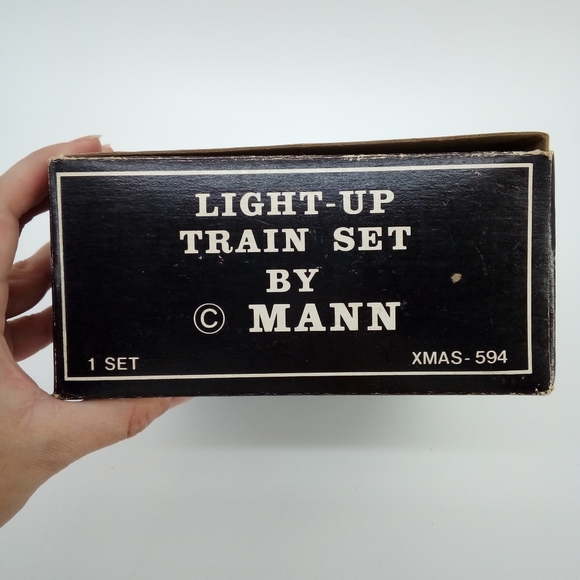 LIGHT-UP
TRAIN SET
BY
© MANN
1 SET
XMAS-594